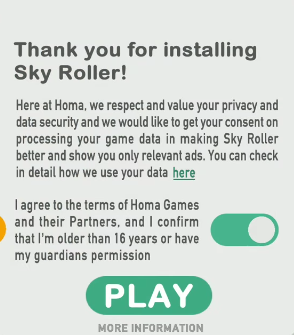 Thank you for installing
Sky Roller!
Here at Homa, we respect and value your privacy and
data security and we would like to get your consent on
processing your game data in making Sky Roller
better and show you only relevant ads. You can check
in detail how we use your data here
I agree to the terms of Homa Games
and their Partners, and I confirm
that I'm older than 16 years or have
my guardians permission
PLAY
MORE INFORMATION